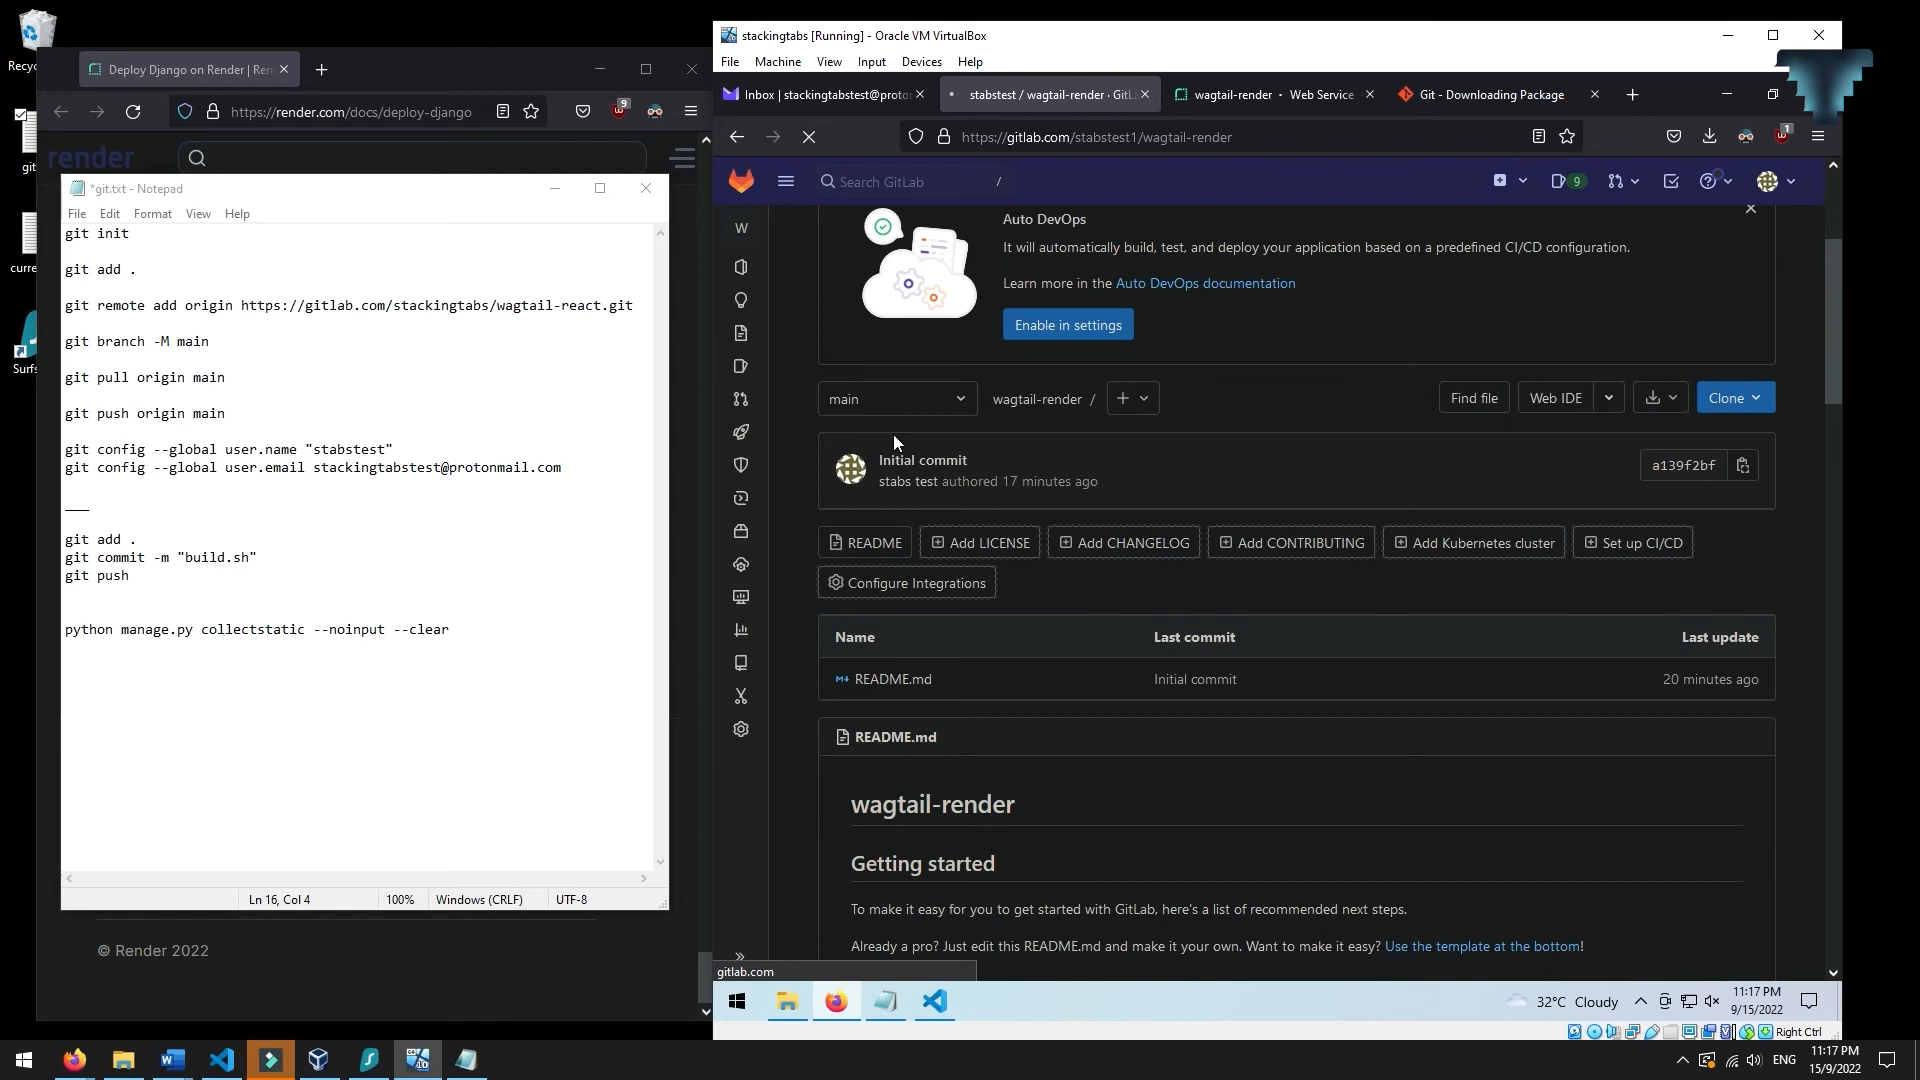 Recyc
git
curre
Surfs
Deploy Django on Render | Ren
https://render.com/docs/deploy-django
9
render
*git.txt - Notepad
File Edit Format View Help
git init
git add .
git remote add origin https://gitlab.com/stackingtabs/wagtail-react.git
git branch -M main
git pull origin main
git push origin main
git config --global user.name "stabstest"
git config --global user.email stackingtabstest@protonmail.com
___
git add .
git commit -m "build.sh"
git push
python manage.py collectstatic --noinput --clear
Ln 16, Col 4 100% Windows (CRLF) UTF-8
© Render 2022
stackingtabs [Running] - Oracle VM VirtualBox
File Machine View Input Devices Help
Inbox | stackingtabstest@proto
stabstest / wagtail-render · GitL
wagtail-render · Web Service
Git - Downloading Package
https://gitlab.com/stabstest1/wagtail-render
1
Search GitLab /
9
W
Auto DevOps
It will automatically build, test, and deploy your application based on a predefined CI/CD configuration.
Learn more in the Auto DevOps documentation
Enable in settings
main
wagtail-render /
Find file
Web IDE
Clone
Initial commit
stabs test authored 17 minutes ago
a139f2bf
README
Add LICENSE
Add CHANGELOG
Add CONTRIBUTING
Add Kubernetes cluster
Set up CI/CD
Configure Integrations
Name Last commit Last update
README.md Initial commit 20 minutes ago
README.md
wagtail-render
Getting started
To make it easy for you to get started with GitLab, here's a list of recommended next steps.
Already a pro? Just edit this README.md and make it your own. Want to make it easy? Use the template at the bottom!
gitlab.com
32°C Cloudy
11:17 PM
9/15/2022
Right Ctrl
ENG
11:17 PM
15/9/2022